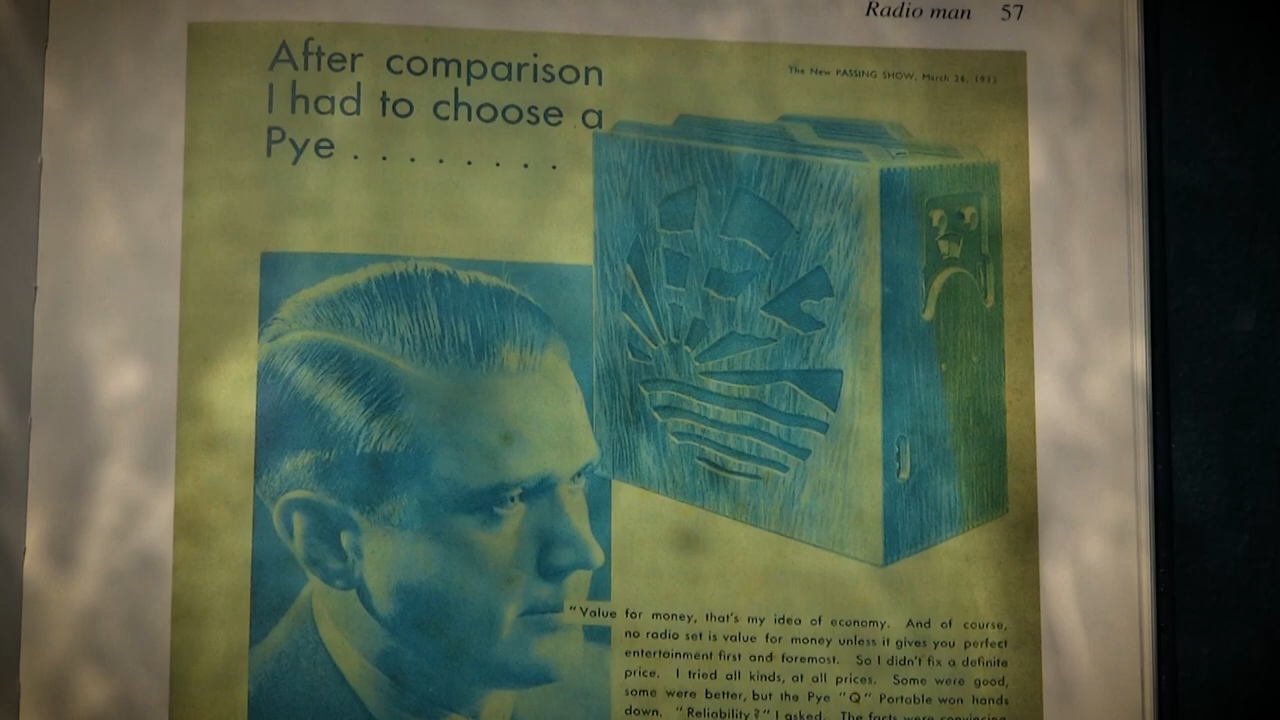 Radio man 57
After comparison
I had to choose a
Pye . . . . . . . .
The New PASSING SHOW, March 26, 1932
"Value for money, that's my idea of economy. And of course,
no radio set is value for money unless it gives you perfect
entertainment first and foremost. So I didn't fix a definite
price. I tried all kinds, at all prices. Some were good,
some were better, but the Pye "Q" Portable won hands
down. "Reliability?" I asked. The facts were convincing